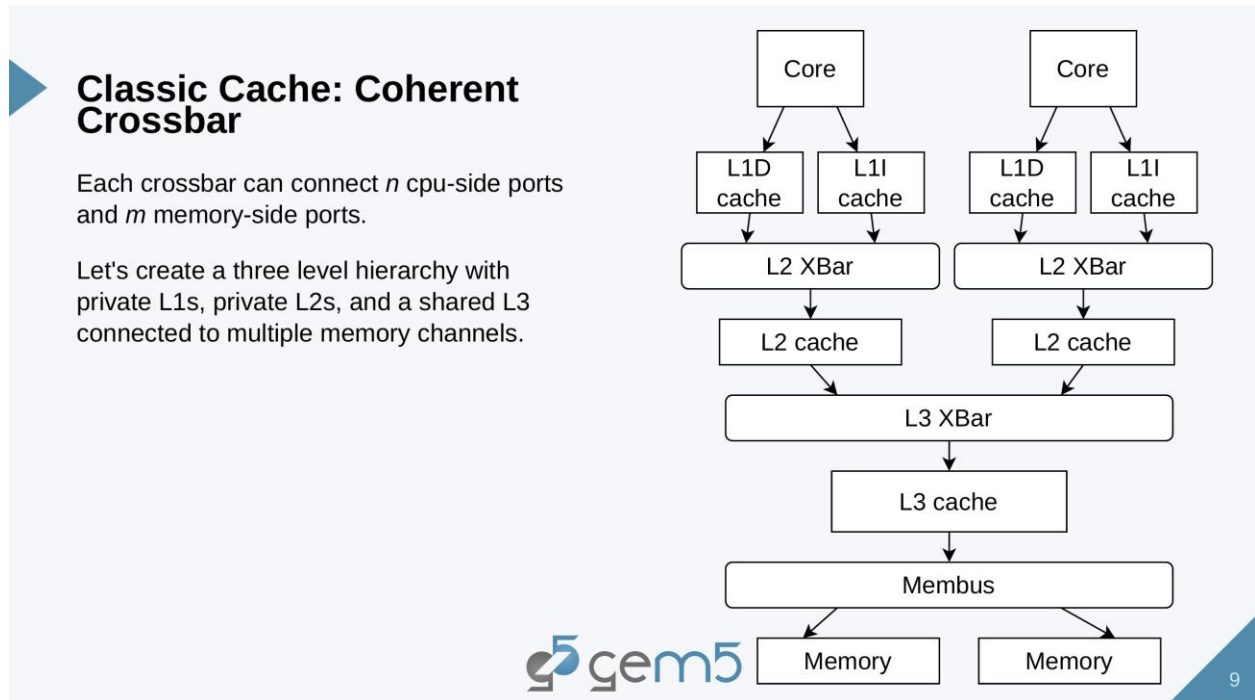 Classic Cache: Coherent
Crossbar
Each crossbar can connect n cpu-side ports
and m memory-side ports.
Let's create a three level hierarchy with
private L1s, private L2s, and a shared L3
connected to multiple memory channels.
Core
Core
L1D
cache
L1I
cache
L1D
cache
L1I
cache
L2 XBar
L2 XBar
L2 cache
L2 cache
L3 XBar
L3 cache
Membus
Memory
Memory
g5 gem5
9